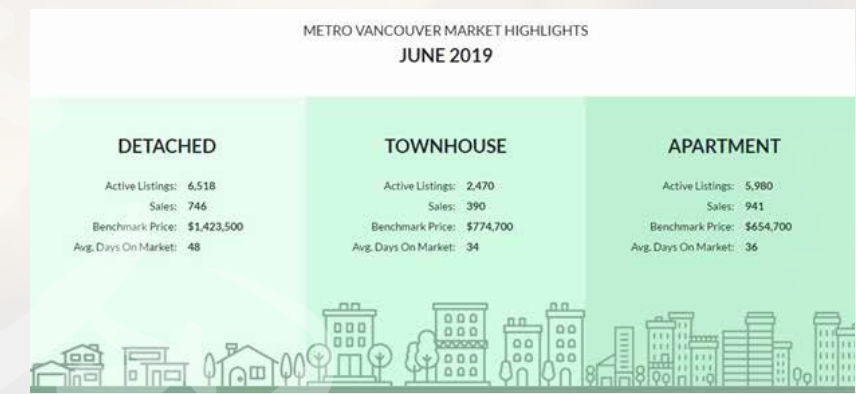 METRO VANCOUVER MARKET HIGHLIGHTS
JUNE 2019
DETACHED
Active Listings: 6,518
Sales: 746
Benchmark Price: $1,423,500
Avg. Days On Market: 48
TOWNHOUSE
Active Listings: 2,470
Sales: 390
Benchmark Price: $774,700
Avg. Days On Market: 34
APARTMENT
Active Listings: 5,980
Sales: 941
Benchmark Price: $654,700
Avg. Days On Market: 36